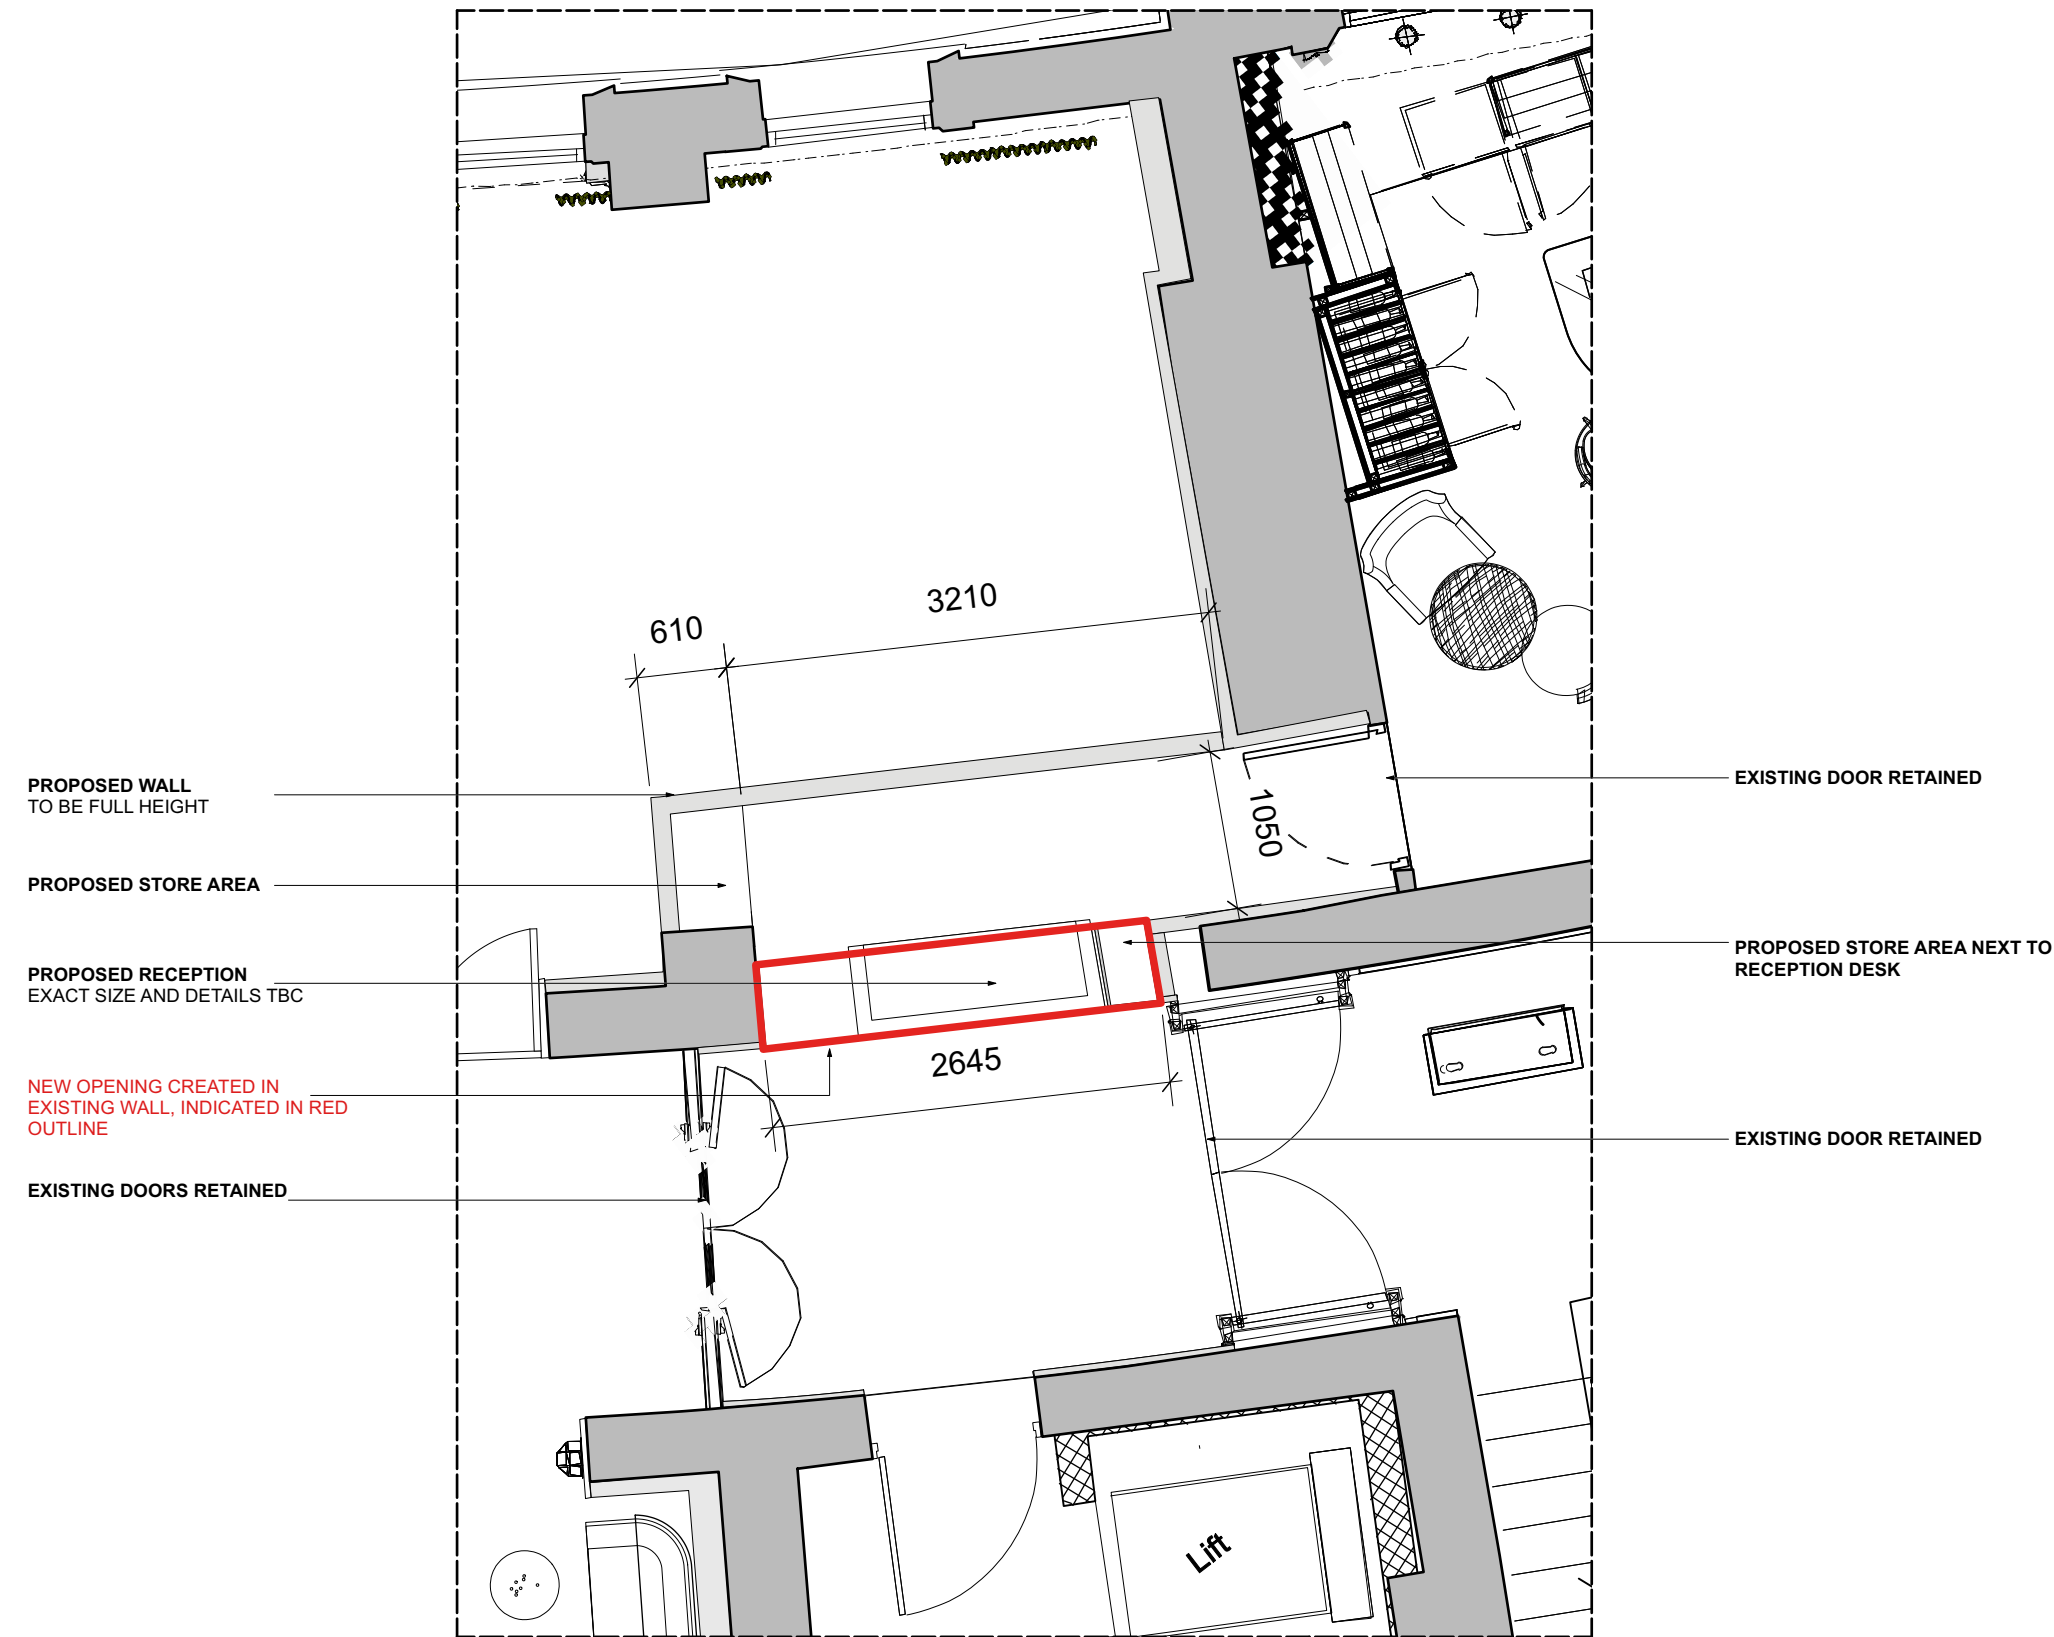 610
3210
PROPOSED WALL
TO BE FULL HEIGHT
EXISTING DOOR RETAINED
1050
PROPOSED STORE AREA
PROPOSED STORE AREA NEXT TO
RECEPTION DESK
PROPOSED RECEPTION
EXACT SIZE AND DETAILS TBC
2645
NEW OPENING CREATED IN
EXISTING WALL, INDICATED IN RED
OUTLINE
EXISTING DOOR RETAINED
EXISTING DOORS RETAINED
Lift